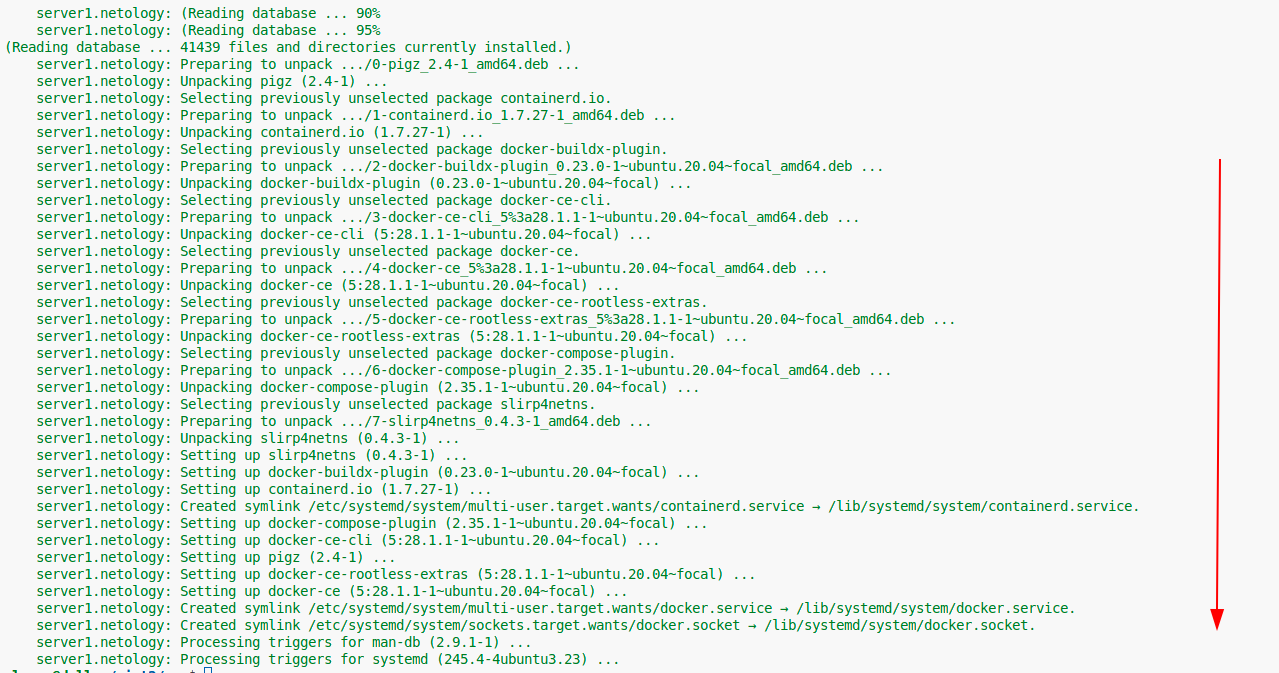 server1.netology: (Reading database ... 90%
server1.netology: (Reading database ... 95%
(Reading database ... 41439 files and directories currently installed.)
server1.netology: Preparing to unpack .../0-pigz_2.4-1_amd64.deb ...
server1.netology: Unpacking pigz (2.4-1) ...
server1.netology: Selecting previously unselected package containerd.io.
server1.netology: Preparing to unpack .../1-containerd.io_1.7.27-1_amd64.deb ...
server1.netology: Unpacking containerd.io (1.7.27-1) ...
server1.netology: Selecting previously unselected package docker-buildx-plugin.
server1.netology: Preparing to unpack .../2-docker-buildx-plugin_0.23.0-1~ubuntu.20.04~focal_amd64.deb ...
server1.netology: Unpacking docker-buildx-plugin (0.23.0-1~ubuntu.20.04~focal) ...
server1.netology: Selecting previously unselected package docker-ce-cli.
server1.netology: Preparing to unpack .../3-docker-ce-cli_5%3a28.1.1-1~ubuntu.20.04~focal_amd64.deb ...
server1.netology: Unpacking docker-ce-cli (5:28.1.1-1~ubuntu.20.04~focal) ...
server1.netology: Selecting previously unselected package docker-ce.
server1.netology: Preparing to unpack .../4-docker-ce_5%3a28.1.1-1~ubuntu.20.04~focal_amd64.deb ...
server1.netology: Unpacking docker-ce (5:28.1.1-1~ubuntu.20.04~focal) ...
server1.netology: Selecting previously unselected package docker-ce-rootless-extras.
server1.netology: Preparing to unpack .../5-docker-ce-rootless-extras_5%3a28.1.1-1~ubuntu.20.04~focal_amd64.deb ...
server1.netology: Unpacking docker-ce-rootless-extras (5:28.1.1-1~ubuntu.20.04~focal) ...
server1.netology: Selecting previously unselected package docker-compose-plugin.
server1.netology: Preparing to unpack .../6-docker-compose-plugin_2.35.1-1~ubuntu.20.04~focal_amd64.deb ...
server1.netology: Unpacking docker-compose-plugin (2.35.1-1~ubuntu.20.04~focal) ...
server1.netology: Selecting previously unselected package slirp4netns.
server1.netology: Preparing to unpack .../7-slirp4netns_0.4.3-1_amd64.deb ...
server1.netology: Unpacking slirp4netns (0.4.3-1) ...
server1.netology: Setting up slirp4netns (0.4.3-1) ...
server1.netology: Setting up docker-buildx-plugin (0.23.0-1~ubuntu.20.04~focal) ...
server1.netology: Setting up containerd.io (1.7.27-1) ...
server1.netology: Created symlink /etc/systemd/system/multi-user.target.wants/containerd.service → /lib/systemd/system/containerd.service.
server1.netology: Setting up docker-compose-plugin (2.35.1-1~ubuntu.20.04~focal) ...
server1.netology: Setting up docker-ce-cli (5:28.1.1-1~ubuntu.20.04~focal) ...
server1.netology: Setting up pigz (2.4-1) ...
server1.netology: Setting up docker-ce-rootless-extras (5:28.1.1-1~ubuntu.20.04~focal) ...
server1.netology: Setting up docker-ce (5:28.1.1-1~ubuntu.20.04~focal) ...
server1.netology: Created symlink /etc/systemd/system/multi-user.target.wants/docker.service → /lib/systemd/system/docker.service.
server1.netology: Created symlink /etc/systemd/system/sockets.target.wants/docker.socket → /lib/systemd/system/docker.socket.
server1.netology: Processing triggers for man-db (2.9.1-1) ...
server1.netology: Processing triggers for systemd (245.4-4ubuntu3.23) ...